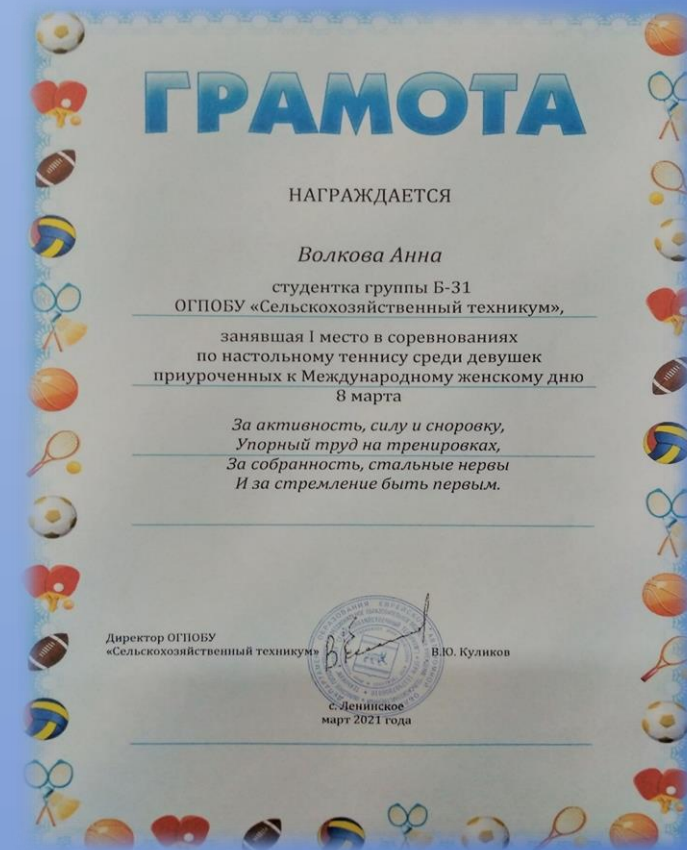 ГРАМОТА
НАГРАЖДАЕТСЯ
Волкова Анна
студентка группы Б-31
ОГПОБУ «Сельскохозяйственный техникум»,
занявшая I место в соревнованиях
по настольному теннису среди девушек
приуроченных к Международному женскому дню
8 марта
За активность, силу и сноровку,
Упорный труд на тренировках,
За собранность, стальные нервы
И за стремление быть первым.
Директор ОГПОБУ
«Сельскохозяйственный техникум»
В.Ю. Куликов
с. Ленинское
март 2021 года